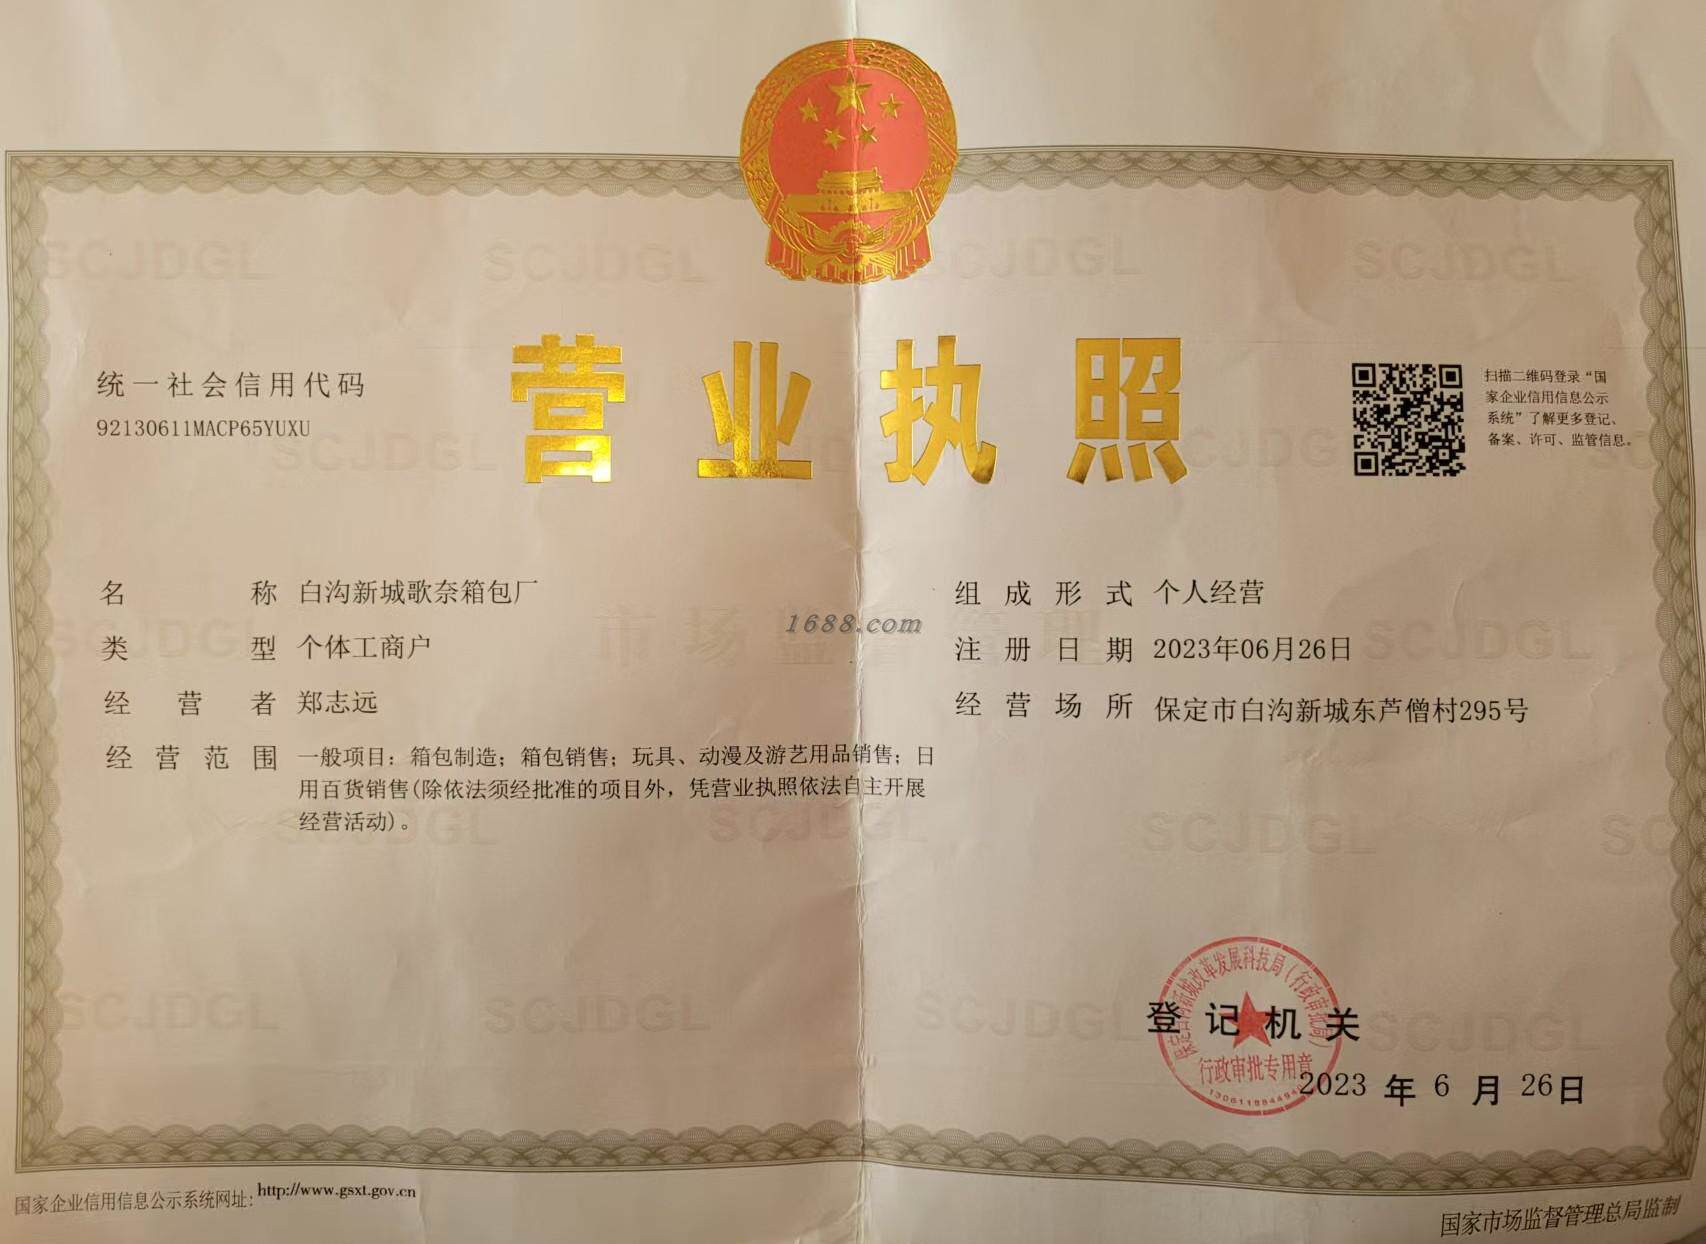 营业执照
统一社会信用代码
92130611MACP65YUXU
扫描二维码登录“国
家企业信用信息公示
系统”了解更多登记、
备案、许可、监管信息。
名称 白沟新城歌奈箱包厂
类型 个体工商户
经营者 郑志远
经营范围 一般项目：箱包制造；箱包销售；玩具、动漫及游艺用品销售；日
用百货销售(除依法须经批准的项目外，凭营业执照依法自主开展
经营活动)。
组成形式 个人经营
注册日期 2023年06月26日
经营场所 保定市白沟新城东芦僧村295号
1688.com
市场监管管理
SCJDGL
登记机关
行政审批专用章
2023 年 6 月 26日
国家企业信用信息公示系统网址：http://www.gsxt.gov.cn
国家市场监督管理总局监制